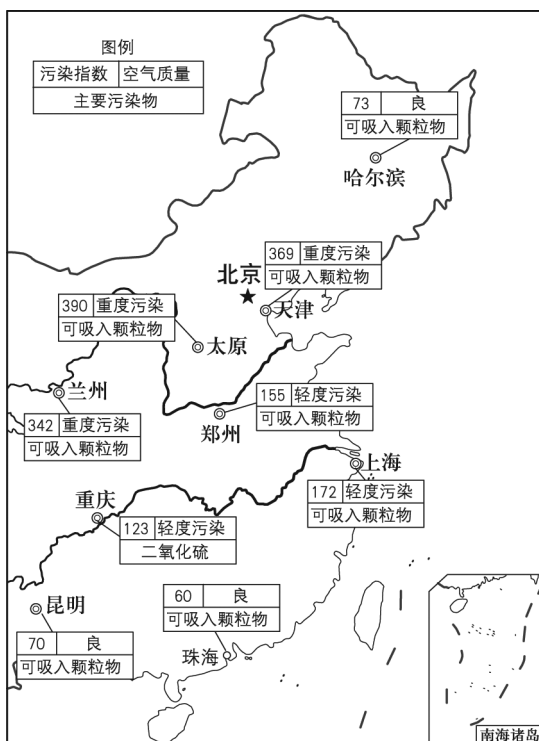 图例
污染指数 空气质量
主要污染物
73 良
可吸入颗粒物
哈尔滨
369 重度污染
可吸入颗粒物
北京
天津
390 重度污染
可吸入颗粒物
太原
兰州
342 重度污染
可吸入颗粒物
155 轻度污染
可吸入颗粒物
郑州
上海
172 轻度污染
可吸入颗粒物
重庆
123 轻度污染
二氧化硫
昆明
70 良
可吸入颗粒物
60 良
可吸入颗粒物
珠海
南海诸岛